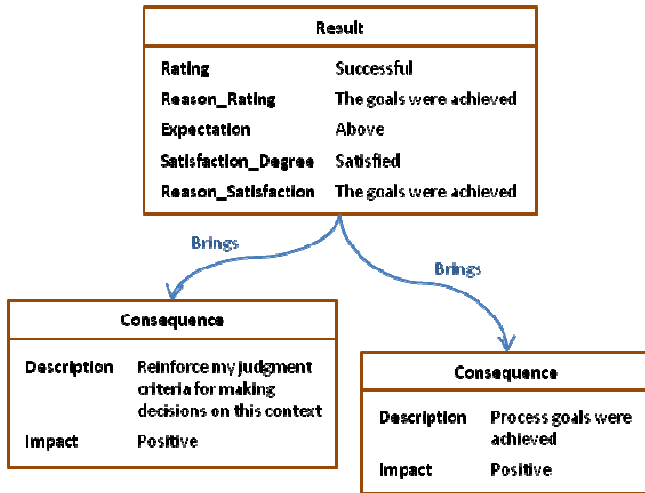 Result
Rating Successful
Reason_Rating The goals were achieved
Expectation Above
Satisfaction_Degree Satisfied
Reason_Satisfaction The goals were achieved
Brings
Brings
Consequence
Description Reinforce my judgment
criteria for making
decisions on this context
Impact Positive
Consequence
Description Process goals were
achieved
Impact Positive